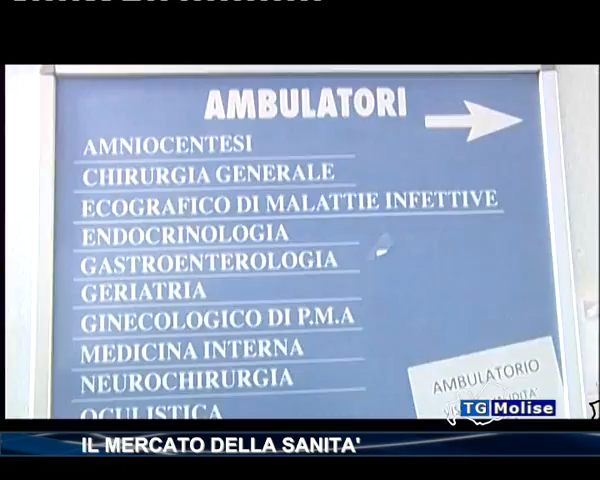 AMBULATORI
AMNIOCENTESI
CHIRURGIA GENERALE
ECOGRAFICO DI MALATTIE INFETTIVE
ENDOCRINOLOGIA
GASTROENTEROLOGIA
GERIATRIA
GINECOLOGICO DI P.M.A
MEDICINA INTERNA
NEUROCHIRURGIA
OCULISTICA
AMBULATORIO
TG Molise
IL MERCATO DELLA SANITA'